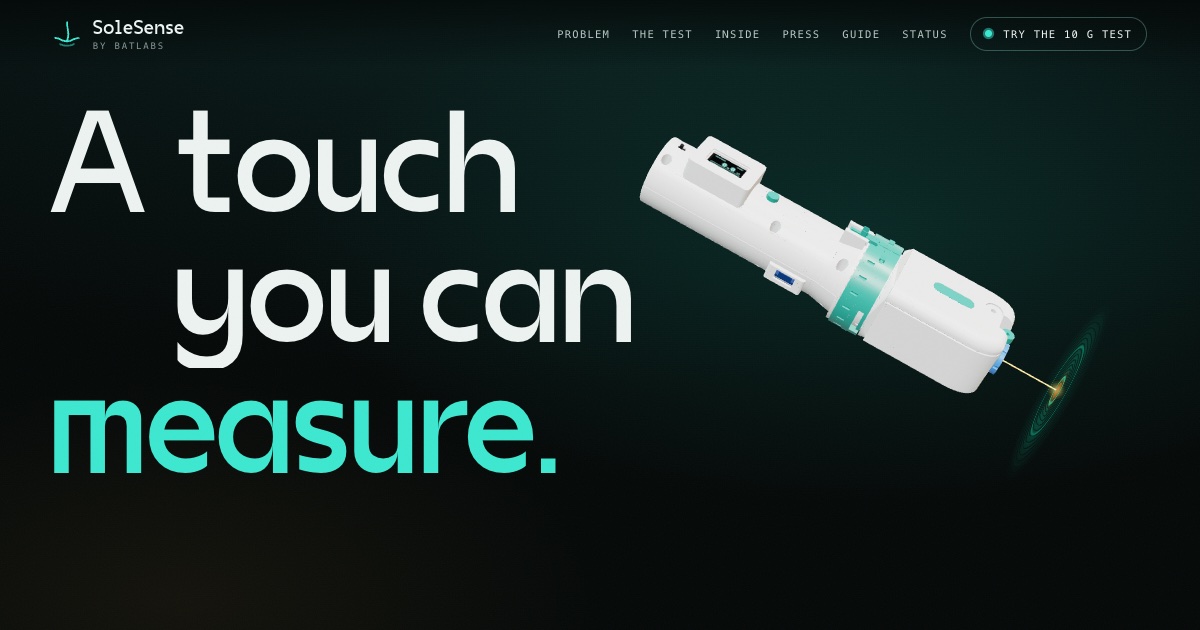 SoleSense
BY BATLABS
PROBLEM THE TEST INSIDE PRESS GUIDE STATUS TRY THE 10 G TEST
A touch
you can
measure.